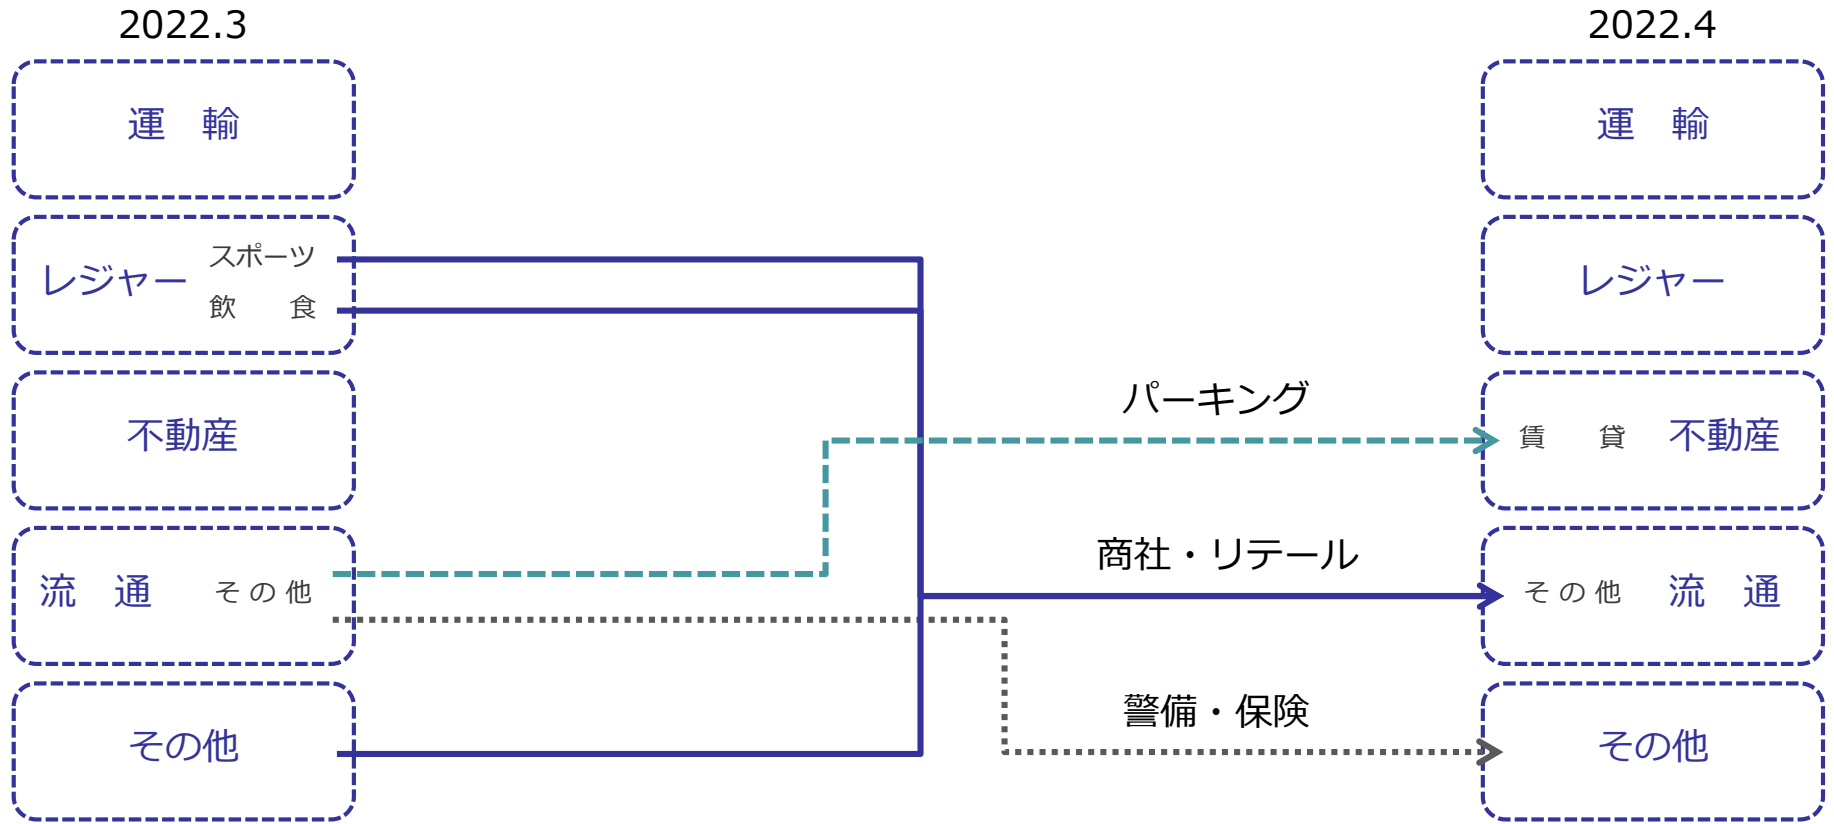 2022.3
2022.4
運　輸
運　輸
レジャー
スポーツ
飲　　食
レジャー
不動産
パーキング
賃　　貸
不動産
流　通
そ の 他
商社・リテール
そ の 他
流　通
その他
警備・保険
その他